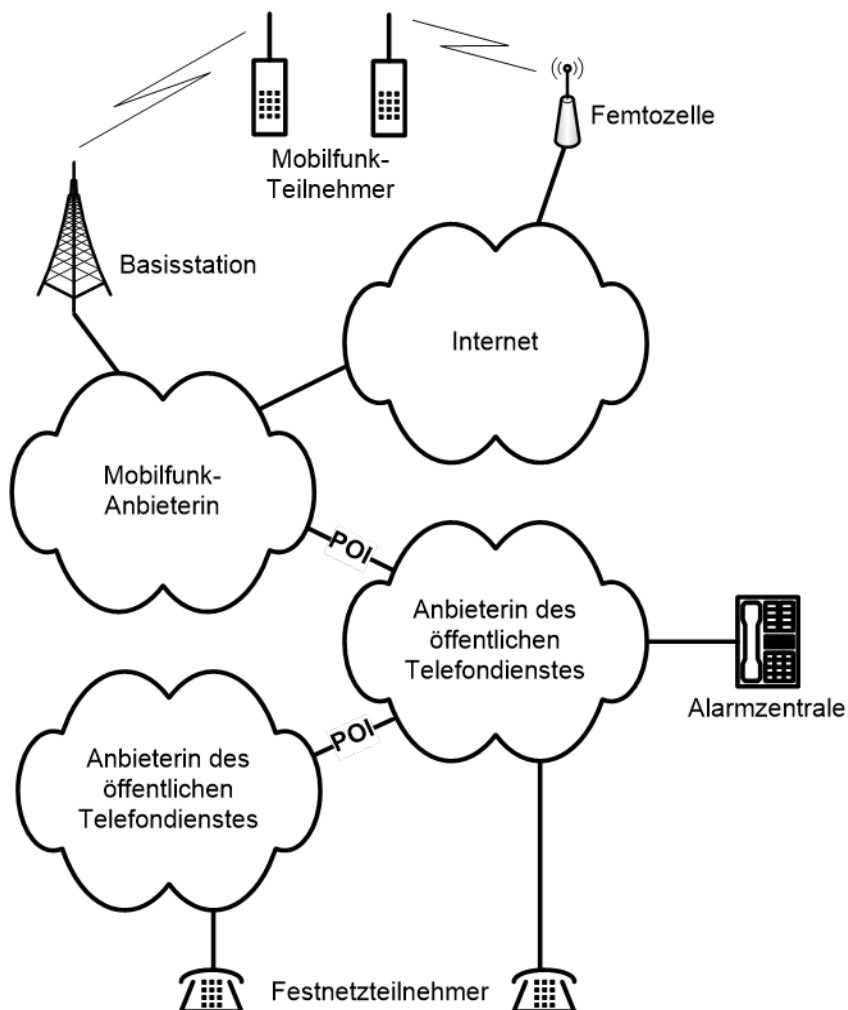 Mobilfunk-
Teilnehmer
Femtozelle
Basisstation
Internet
Mobilfunk-
Anbieterin
POI
Anbieterin des
öffentlichen
Telefondienstes
Alarmzentrale
POI
Anbieterin des
öffentlichen
Telefondienstes
Festnetzteilnehmer